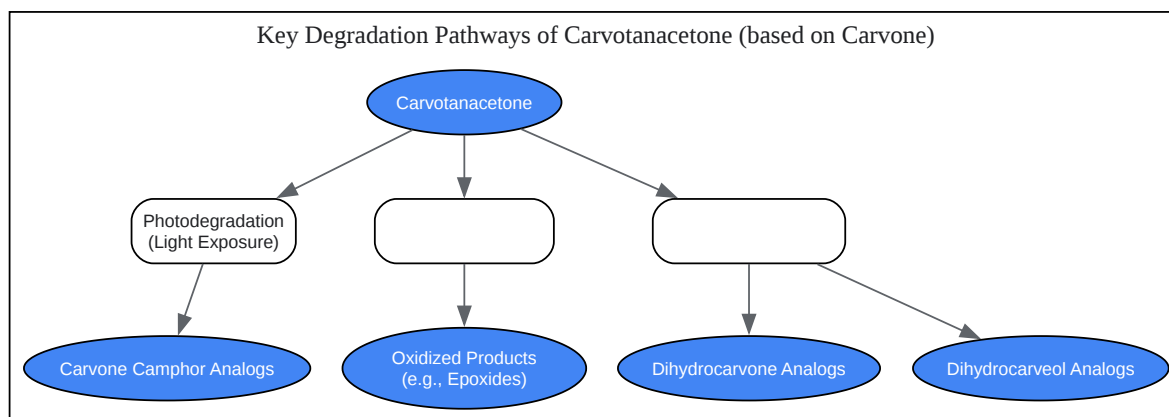 Key Degradation Pathways of Carvotanacetone (based on Carvone)
Carvotanacetone
Photodegradation
(Light Exposure)
Carvone Camphor Analogs
Oxidized Products
(e.g., Epoxides)
Dihydrocarvone Analogs
Dihydrocarveol Analogs